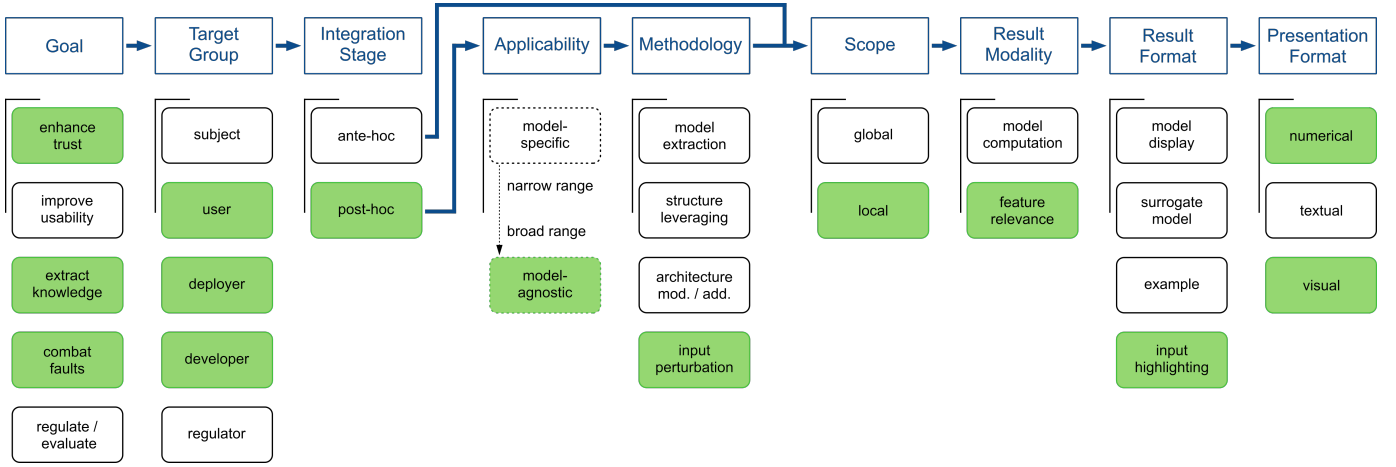 Goal
Target
Group
Integration
Stage
Applicability
Methodology
Scope
Result
Modality
Result
Format
Presentation
Format
enhance
trust
improve
usability
extract
knowledge
combat
faults
regulate /
evaluate
subject
user
deployer
developer
regulator
ante-hoc
post-hoc
model-
specific
narrow range
broad range
model-
agnostic
model
extraction
structure
leveraging
architecture
mod. / add.
input
perturbation
global
local
model
computation
feature
relevance
model
display
surrogate
model
example
input
highlighting
numerical
textual
visual